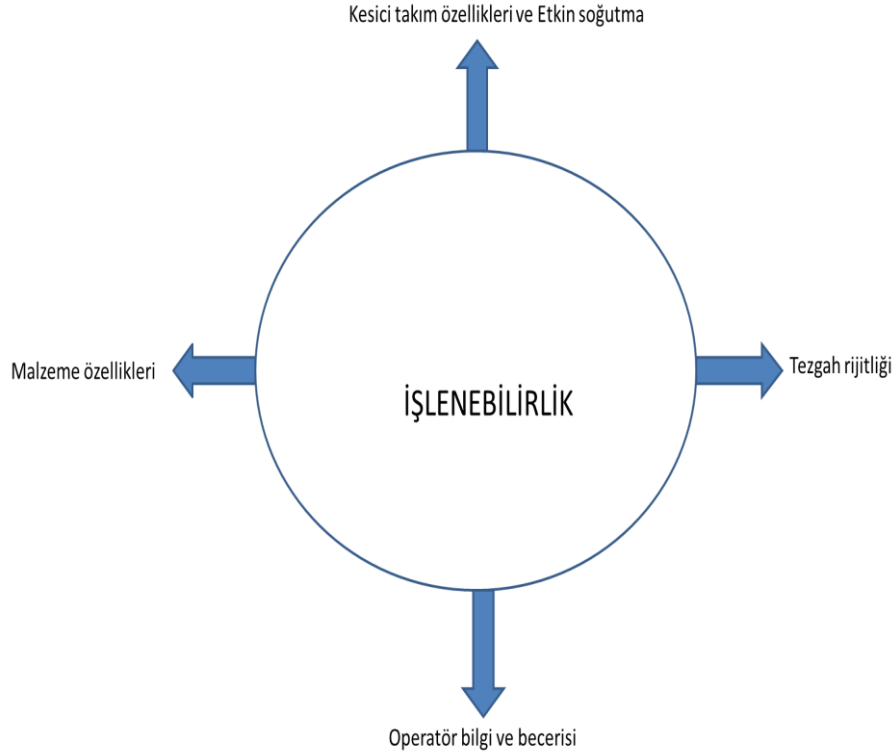 Kesici takım özellikleri ve Etkin soğutma
Malzeme özellikleri
Tezgah rijitliği
İŞLENEBİLİRLİK
Operatör bilgi ve becerisi